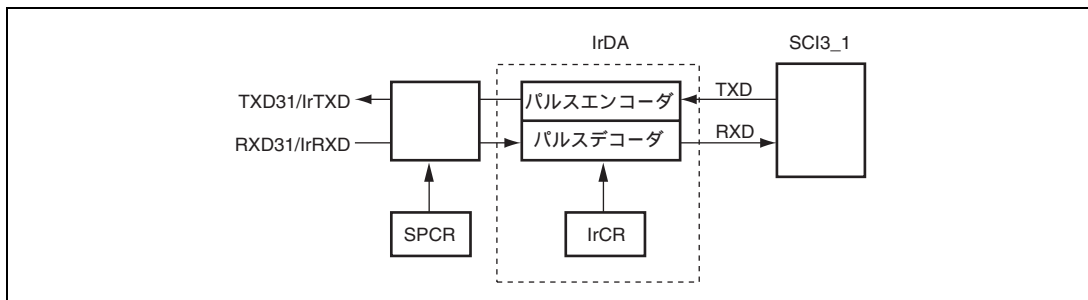 IrDA
SCI3_1
TXD31/IrTXD
パルスエンコーダ
TXD
RXD31/IrRXD
パルスデコーダ
RXD
SPCR
IrCR